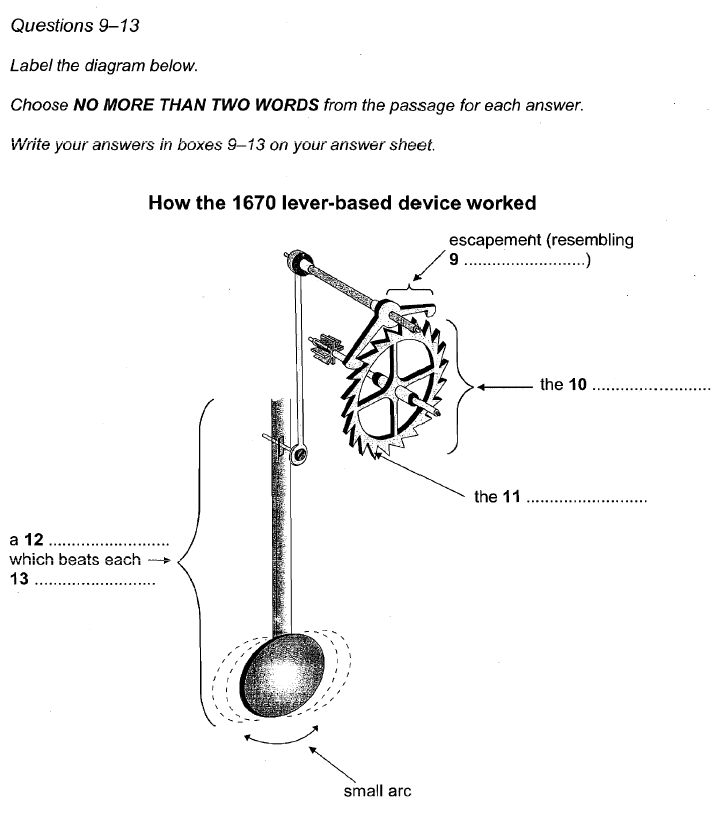 Questions 9–13
Label the diagram below.
Choose NO MORE THAN TWO WORDS from the passage for each answer.
Write your answers in boxes 9–13 on your answer sheet.
How the 1670 lever-based device worked
escapement (resembling
9 ..........................)
the 10 .........................
the 11 ..........................
a 12 ..........................
which beats each
13 ..........................
small arc